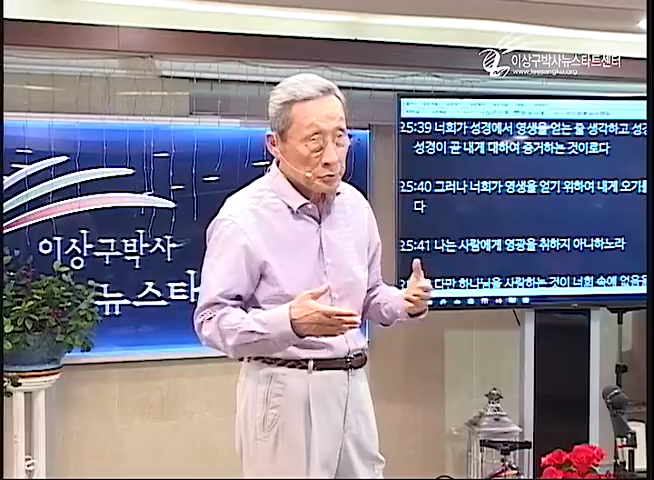 이상구박사뉴스타트센터
www.leesangku.org
25:39 너희가 성경에서 영생을 얻는 줄 생각하고 성경
성경이 곧 내게 대하여 증거하는 것이로다
25:40 그러나 너희가 영생을 얻기 위하여 내게 오기를
다
25:41 나는 사람에게 영광을 취하지 아니하노라
다만 하나님을 사랑하는 것이 너희 속에 없음을
이상구박사
뉴스타